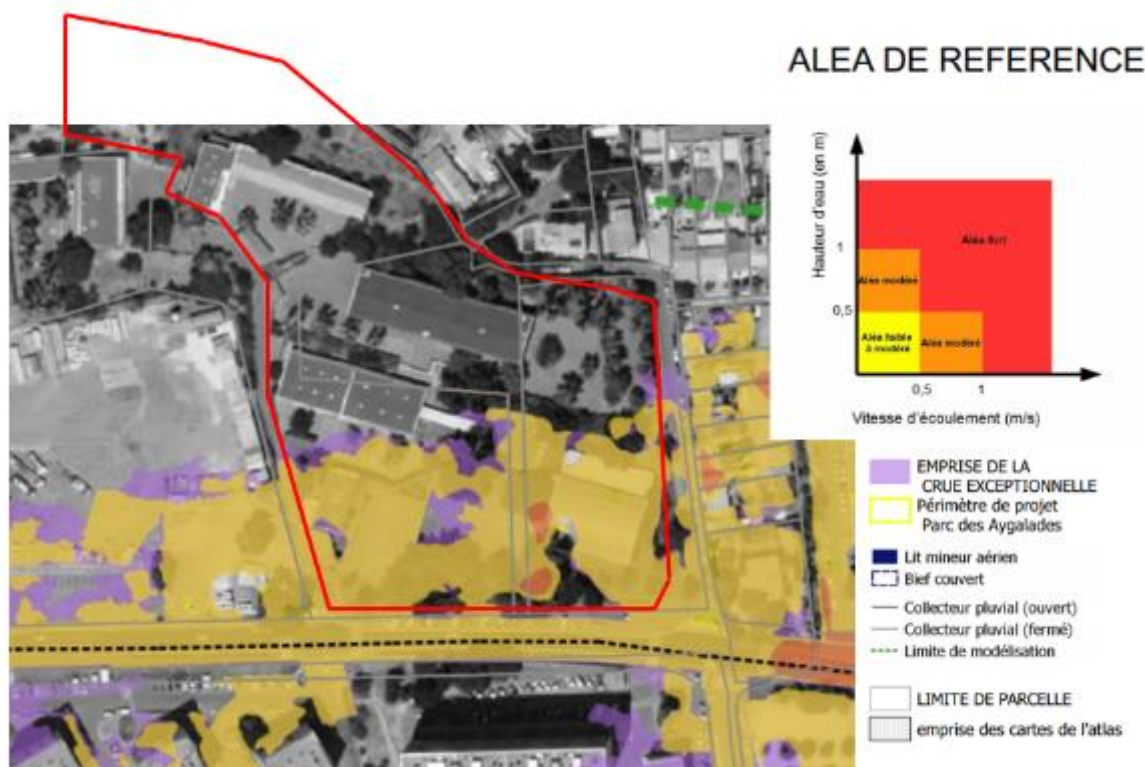 ALEA DE REFERENCE
Hauteur d'eau (en m)
1
0,5
Aléa fort
Aléa modéré
Aléa faible
à modéré
Aléa modéré
0,5
1
Vitesse d'écoulement (m/s)
EMPRISE DE LA
CRUE EXCEPTIONNELLE
Périmètre de projet
Parc des Aygalades
Lit mineur aérien
Bief couvert
Collecteur pluvial (ouvert)
Collecteur pluvial (fermé)
Limite de modélisation
LIMITE DE PARCELLE
emprise des cartes de l'atlas